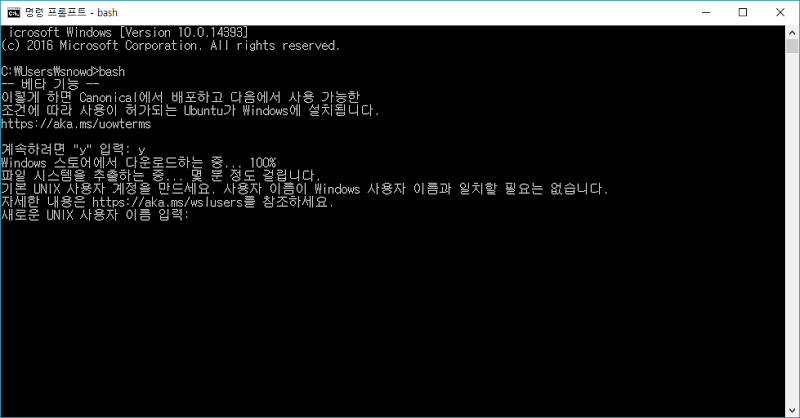 명령 프롬프트 - bash
icrosoft Windows [Version 10.0.14393]
(c) 2016 Microsoft Corporation. All rights reserved.
C:\Users\snowd>bash
-- 베타 기능 --
이렇게 하면 Canonical에서 배포하고 다음에서 사용 가능한
조건에 따라 사용이 허가되는 Ubuntu가 Windows에 설치됩니다.
https://aka.ms/uowterms
계속하려면 "y" 입력: y
Windows 스토어에서 다운로드하는 중... 100%
파일 시스템을 추출하는 중... 몇 분 정도 걸립니다.
기본 UNIX 사용자 계정을 만드세요. 사용자 이름이 Windows 사용자 이름과 일치할 필요는 없습니다.
자세한 내용은 https://aka.ms/wslusers를 참조하세요.
새로운 UNIX 사용자 이름 입력: